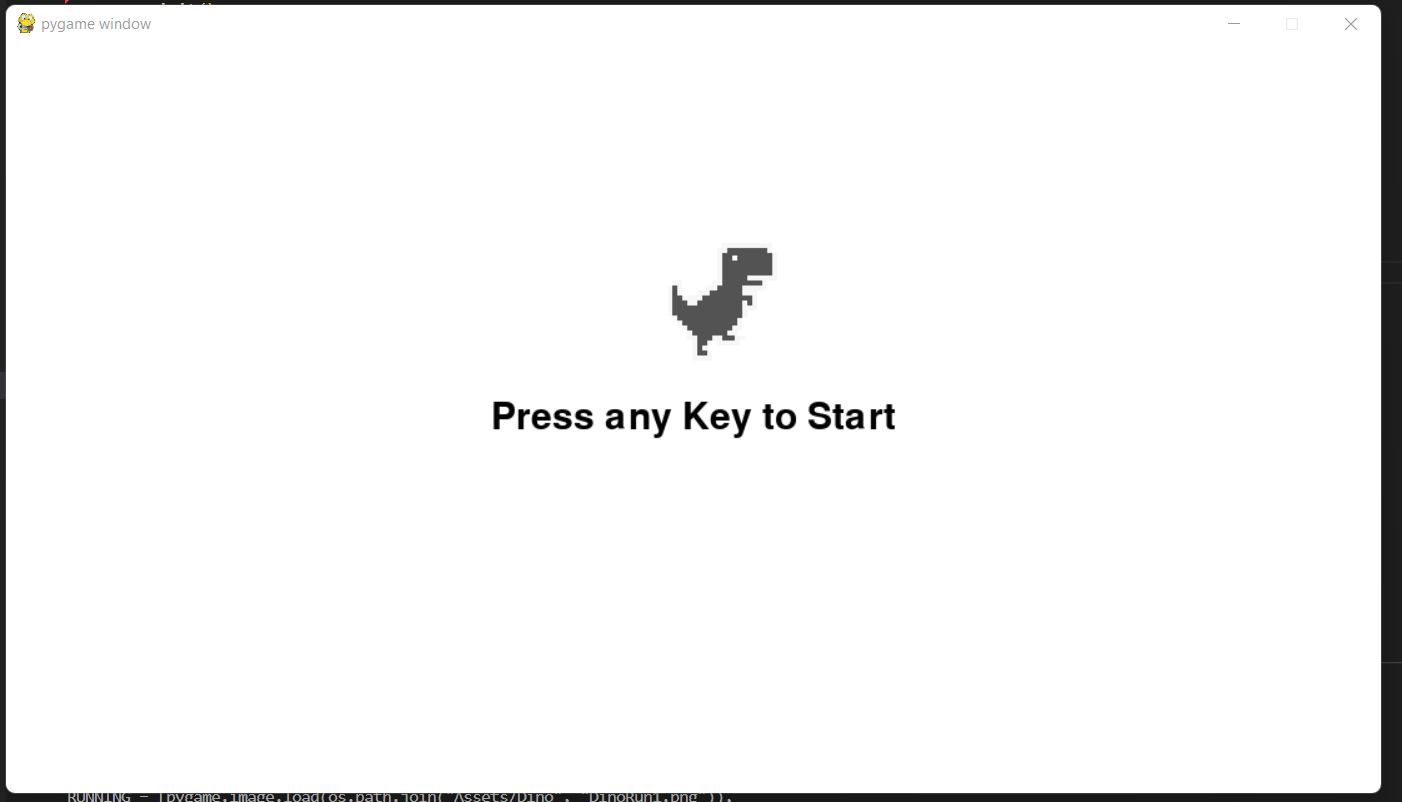 pygame window
Press any Key to Start
RUNNING = [pygame.image.load(os.path.join("Assets/Dino", "DinoRun1.png")),